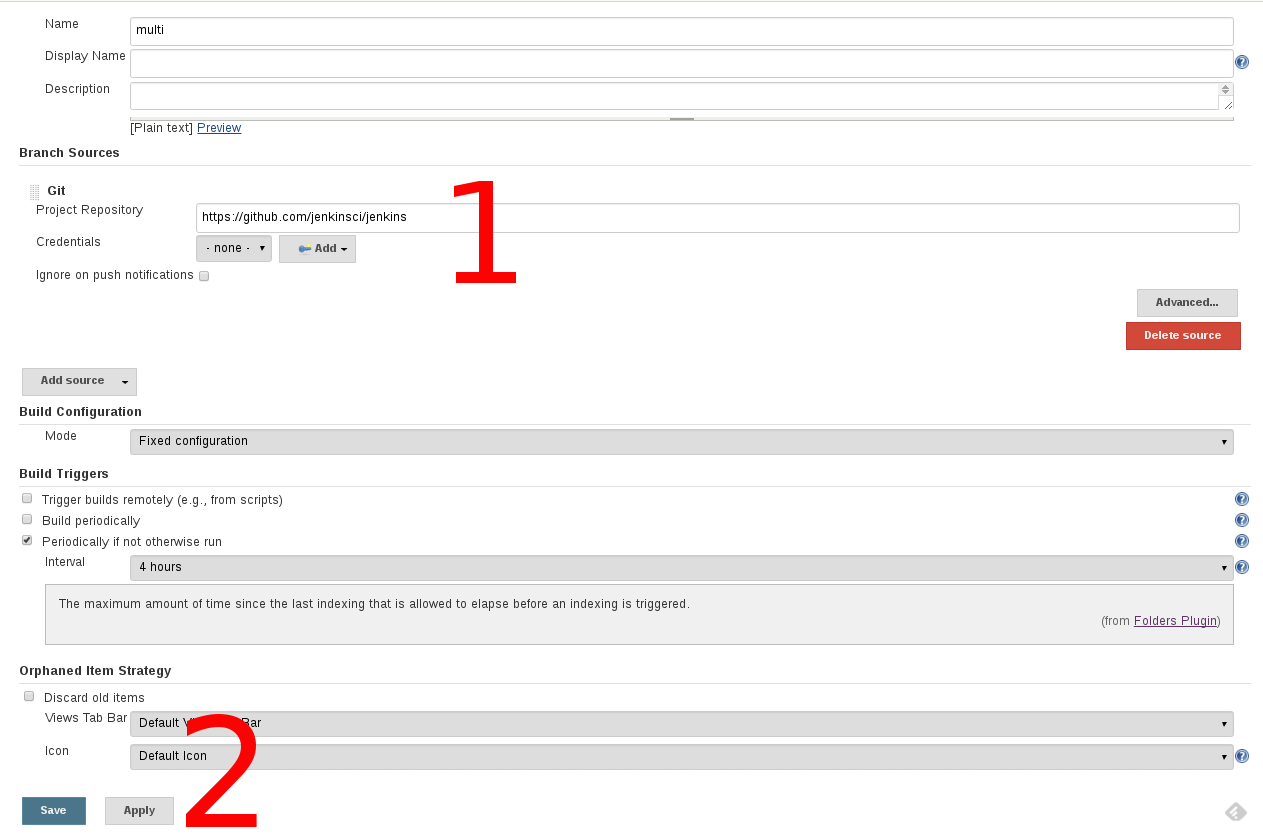 Name multi
Display Name
Description
[Plain text] Preview
Branch Sources
Git
Project Repository https://github.com/jenkinsci/jenkins
1
Credentials - none - Add
Ignore on push notifications
Advanced...
Delete source
Add source
Build Configuration
Mode Fixed configuration
Build Triggers
Trigger builds remotely (e.g., from scripts)
Build periodically
Periodically if not otherwise run
Interval 4 hours
The maximum amount of time since the last indexing that is allowed to elapse before an indexing is triggered.
(from Folders Plugin)
Orphaned Item Strategy
Discard old items
Views Tab Bar Default Bar
Icon Default Icon
2
Save Apply